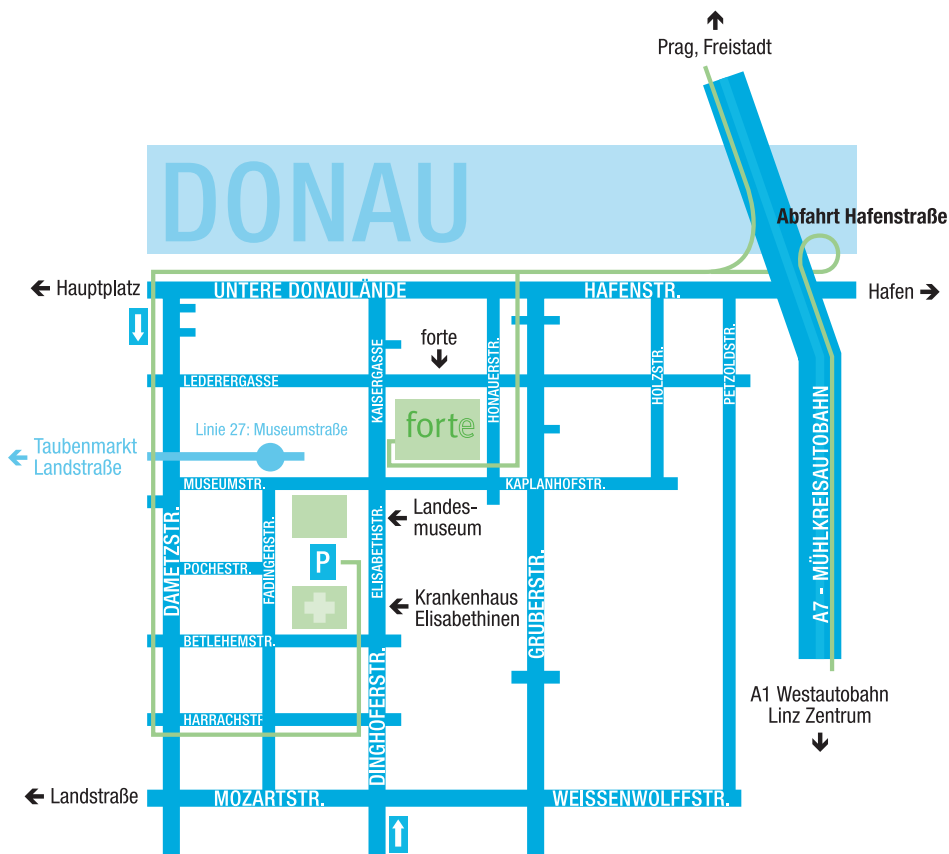 Prag, Freistadt
DONAU
Abfahrt Hafenstraße
Hauptplatz
UNTERE DONAULÄNDE
HAFENSTR.
Hafen
forte
KAISERGASSE
HONAUERSTR.
HOLZSTR.
PETZOLDSTR.
LEDERERGASSE
forte
Linie 27: Museumstraße
Taubenmarkt
Landstraße
MUSEUMSTR.
KAPLANHOFSTR.
Landes-
museum
DAMETZSTR.
FADINGERSTR.
ELISABETHSTR.
P
POCHESTR.
GRUBERSTR.
A7 - MÜHLKREISAUTOBAHN
Krankenhaus
Elisabethinen
BETLEHEMSTR.
DINGHOFERSTR.
HARRACHSTR
A1 Westautobahn
Linz Zentrum
Landstraße
MOZARTSTR.
WEISSENWOLFFSTR.